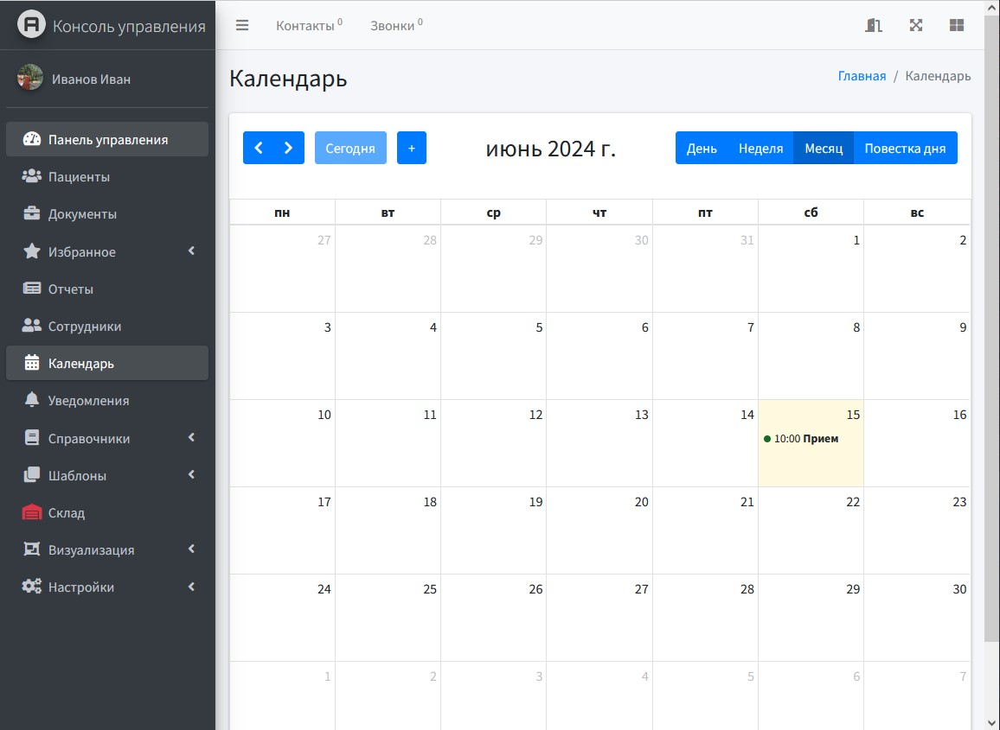 Консоль управления
Контакты 0 Звонки 0
Иванов Иван
Календарь
Главная / Календарь
Панель управления
Пациенты
Документы
Избранное
Отчеты
Сотрудники
Календарь
Уведомления
Справочники
Шаблоны
Склад
Визуализация
Настройки
Сегодня + июнь 2024 г. День Неделя Месяц Повестка дня
пн вт ср чт пт сб вс
27 28 29 30 31 1 2
3 4 5 6 7 8 9
10 11 12 13 14 15 16
10:00 Прием
17 18 19 20 21 22 23
24 25 26 27 28 29 30
1 2 3 4 5 6 7